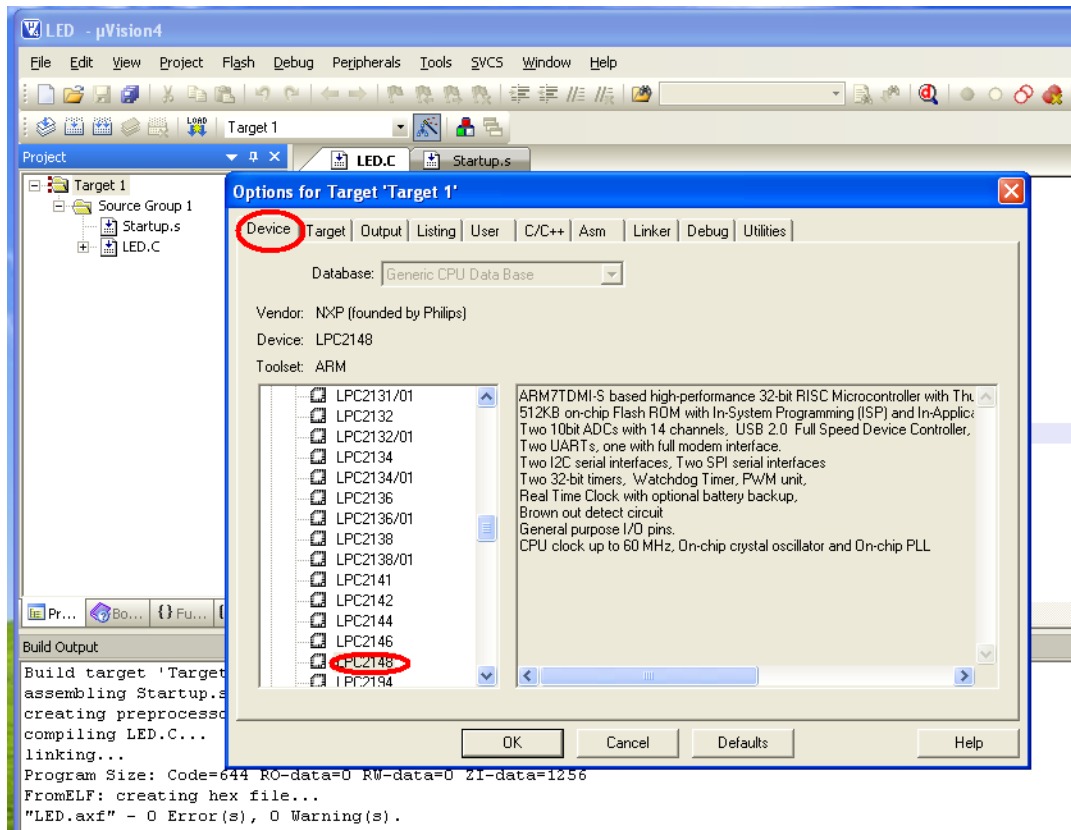 LED - µVision4
File Edit View Project Flash Debug Peripherals Tools SVCS Window Help
LOAD Target 1
Project
LED.C Startup.s
Target 1
Source Group 1
Startup.s
LED.C
Options for Target 'Target 1'
Device Target Output Listing User C/C++ Asm Linker Debug Utilities
Database: Generic CPU Data Base
Vendor: NXP (founded by Philips)
Device: LPC2148
Toolset: ARM
LPC2131/01
LPC2132
LPC2132/01
LPC2134
LPC2134/01
LPC2136
LPC2136/01
LPC2138
LPC2138/01
LPC2141
LPC2142
LPC2144
LPC2146
LPC2148
LPC2194
ARM7TDMI-S based high-performance 32-bit RISC Microcontroller with
512KB on-chip Flash ROM with In-System Programming (ISP) and
Two 10bit ADCs with 14 channels, USB 2.0 Full Speed Device Controller,
Two UARTs, one with full modem interface.
Two I2C serial interfaces, Two SPI serial interfaces
Two 32-bit timers, Watchdog Timer, PWM unit,
Real Time Clock with optional battery backup,
Brown out detect circuit
General purpose I/O pins.
CPU clock up to 60 MHz, On-chip crystal oscillator and On-chip PLL
OK Cancel Defaults Help
Pr... Bo... {} Fu...
Build Output
Build target 'Target
assembling Startup.s
creating preprocesso
compiling LED.C...
linking...
Program Size: Code=644 RO-data=0 RW-data=0 ZI-data=1256
FromELF: creating hex file...
"LED.axf" - 0 Error(s), 0 Warning(s).